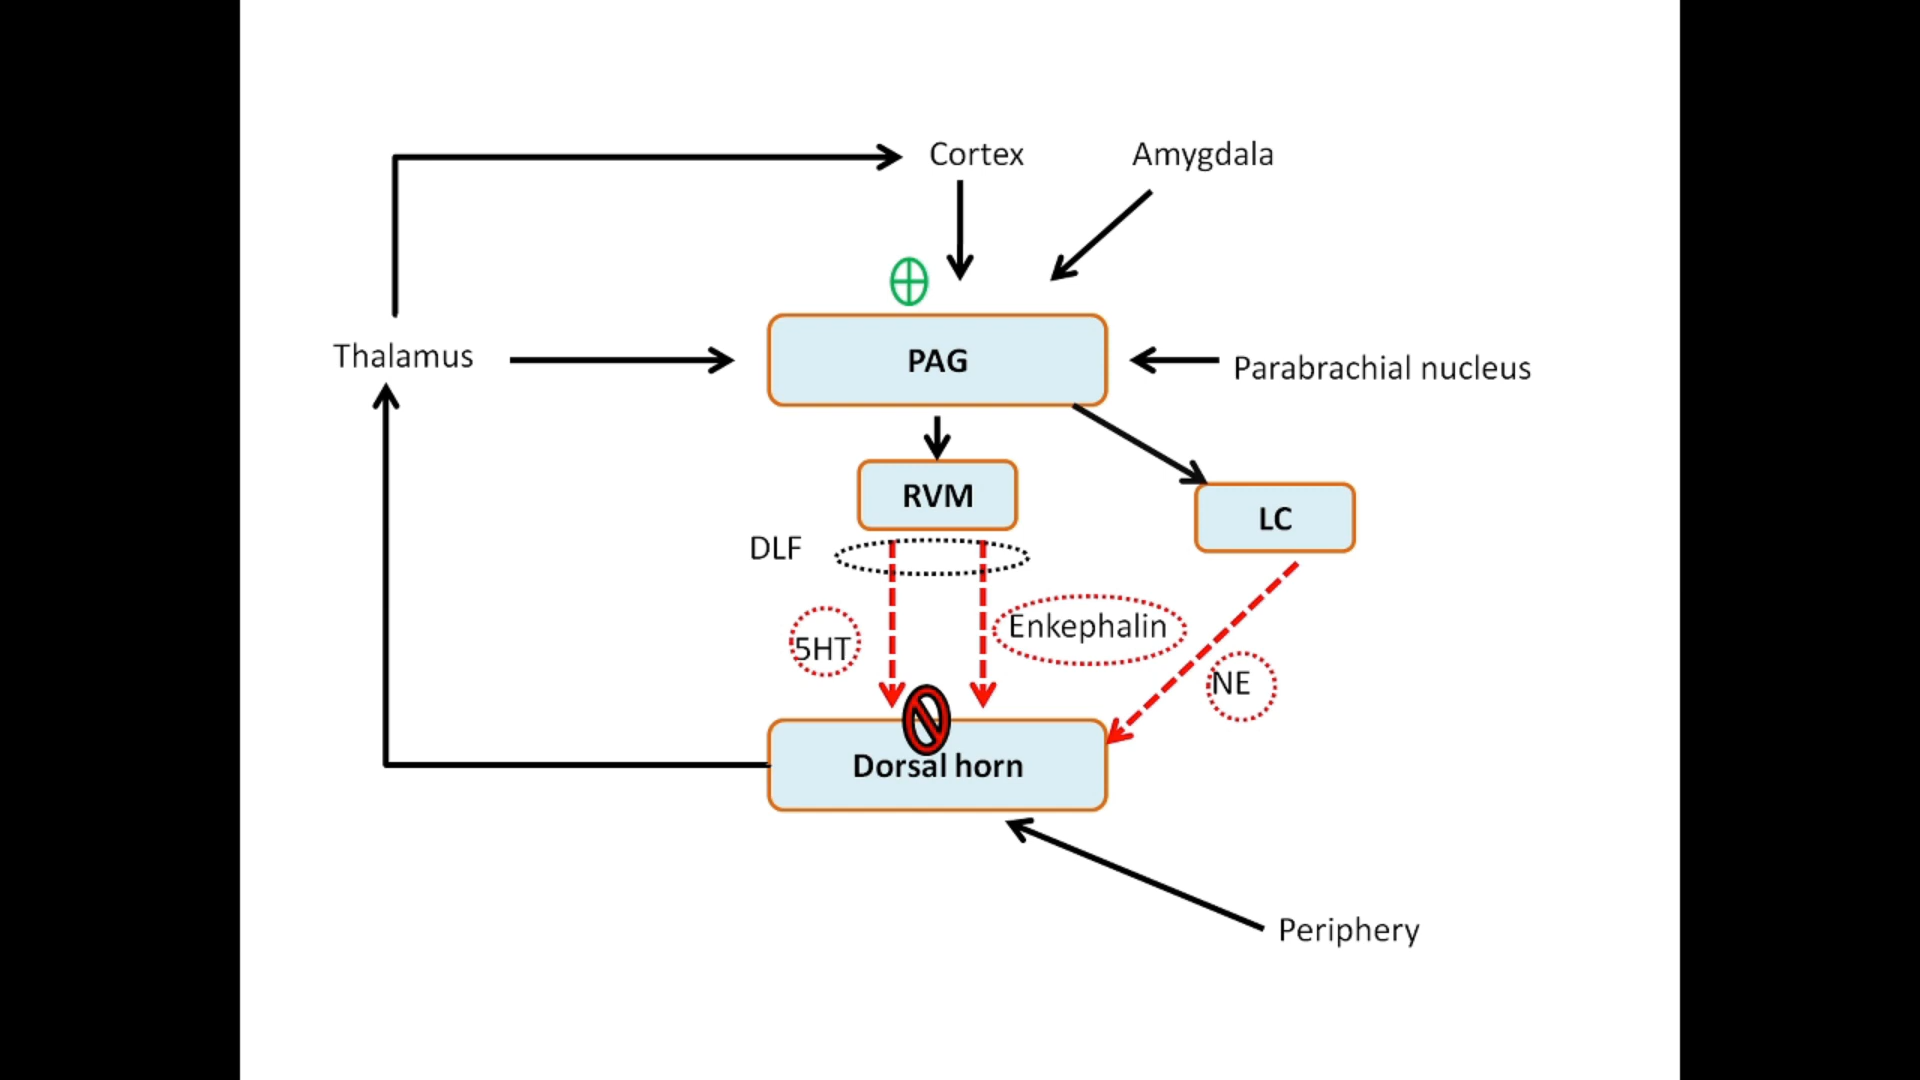 Cortex
Amygdala
Thalamus
PAG
Parabrachial nucleus
RVM
LC
DLF
5HT
Enkephalin
NE
Dorsal horn
Periphery